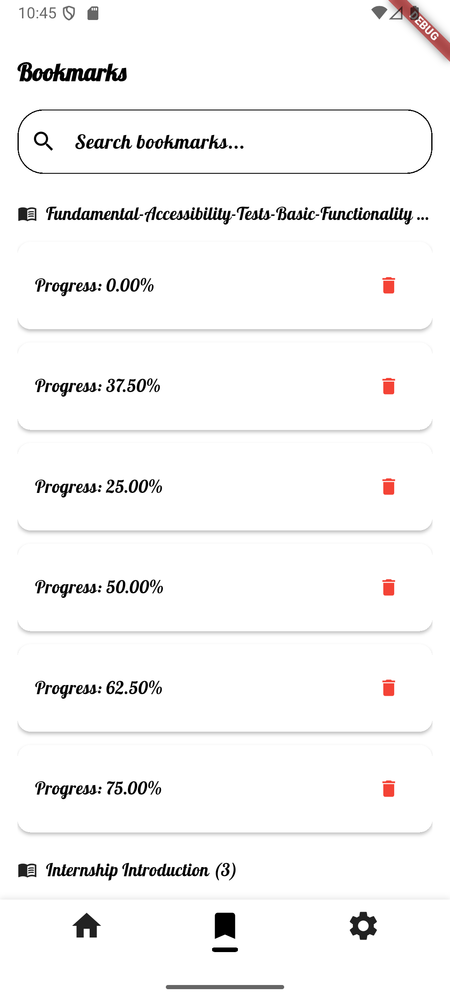 10:45
DEBUG
Bookmarks
Search bookmarks...
Fundamental-Accessibility-Tests-Basic-Functionality ...
Progress: 0.00%
Progress: 37.50%
Progress: 25.00%
Progress: 50.00%
Progress: 62.50%
Progress: 75.00%
Internship Introduction (3)